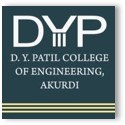 DYP
D. Y. PATIL COLLEGE
OF ENGINEERING,
AKURDI